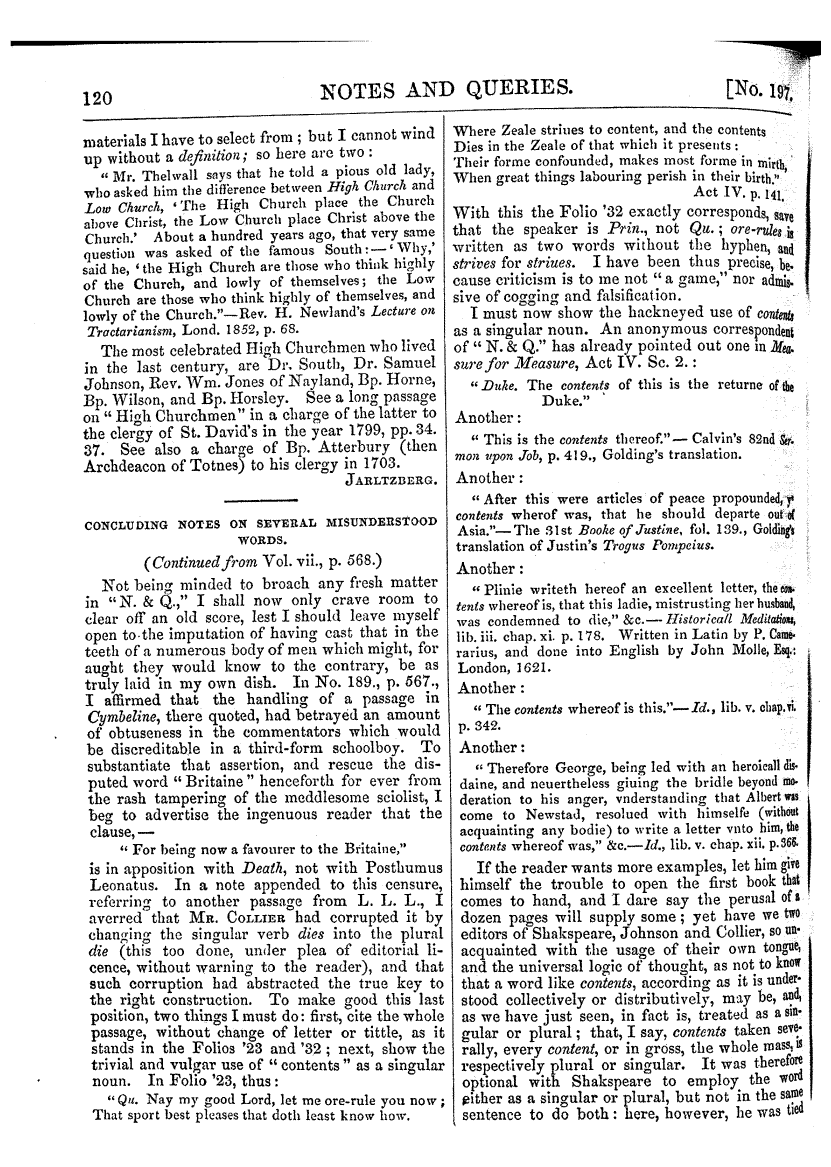 120
NOTES AND QUERIES.
[No. 197.
materials I have to select from ; but I cannot wind
up without a definition; so here are two :
“ Mr. Thelwall says that he told a pious old lady,
who asked him the difference between High Church and
Low Church, ‘The High Church place the Church
above Christ, the Low Church place Christ above the
Church.’ About a hundred years ago, that very same
question was asked of the famous South:—‘Why,’
said he, ‘the High Church are those who think highly
of the Church, and lowly of themselves; the Low
Church are those who think highly of themselves, and
lowly of the Church.”—Rev. H. Newland's Lecture on
Tractarianism, Lond. 1852, p. 68.
The most celebrated High Churchmen who lived
in the last century, are Dr. South, Dr. Samuel
Johnson, Rev. Wm. Jones of Nayland, Bp. Horne,
Bp. Wilson, and Bp. Horsley. See a long passage
on “ High Churchmen” in a charge of the latter to
the clergy of St. David's in the year 1799, pp. 34.
37. See also a charge of Bp. Atterbury (then
Archdeacon of Totnes) to his clergy in 1703.
JARLTZBERG.
CONCLUDING NOTES ON SEVERAL MISUNDERSTOOD
WORDS.
(Continued from Vol. vii., p. 568.)
Not being minded to broach any fresh matter
in “N. & Q.,” I shall now only crave room to
clear off an old score, lest I should leave myself
open to the imputation of having cast that in the
teeth of a numerous body of men which might, for
aught they would know to the contrary, be as
truly laid in my own dish. In No. 189., p. 567.,
I affirmed that the handling of a passage in
Cymbeline, there quoted, had betrayed an amount
of obtuseness in the commentators which would
be discreditable in a third-form schoolboy. To
substantiate that assertion, and rescue the dis-
puted word “ Britaine ” henceforth for ever from
the rash tampering of the meddlesome sciolist, I
beg to advertise the ingenuous reader that the
clause,—
“ For being now a favourer to the Britaine,”
is in apposition with Death, not with Posthumus
Leonatus. In a note appended to this censure,
referring to another passage from L. L. L., I
averred that MR. COLLIER had corrupted it by
changing the singular verb dies into the plural
die (this too done, under plea of editorial li-
cence, without warning to the reader), and that
such corruption had abstracted the true key to
the right construction. To make good this last
position, two things I must do: first, cite the whole
passage, without change of letter or tittle, as it
stands in the Folios '23 and '32 ; next, show the
trivial and vulgar use of “ contents ” as a singular
noun. In Folio '23, thus :
“Qu. Nay my good Lord, let me ore-rule you now ;
That sport best pleases that doth least know how.
Where Zeale striues to content, and the contents
Dies in the Zeale of that which it presents :
Their forme confounded, makes most forme in mirth,
When great things labouring perish in their birth.”
Act IV. p. 141.
With this the Folio '32 exactly corresponds, save
that the speaker is Prin., not Qu. ; ore-rules is
written as two words without the hyphen, and
strives for striues. I have been thus precise, be-
cause criticism is to me not “ a game,” nor admis-
sive of cogging and falsification.
I must now show the hackneyed use of contents
as a singular noun. An anonymous correspondent
of “ N. & Q.” has already pointed out one in Mea-
sure for Measure, Act IV. Sc. 2. :
“Duke. The contents of this is the returne of the
Duke.”
Another :
“ This is the contents thereof.”— Calvin's 82nd Ser-
mon upon Job, p. 419., Golding's translation.
Another :
“ After this were articles of peace propounded, ye
contents wherof was, that he should departe out of
Asia.”—The 31st Booke of Justine, fol. 139., Golding's
translation of Justin's Trogus Pompeius.
Another :
“ Plinie writeth hereof an excellent letter, the con-
tents whereof is, that this ladie, mistrusting her husband,
was condemned to die,” &c.— Historicall Meditations,
lib. iii. chap. xi. p. 178. Written in Latin by P. Came-
rarius, and done into English by John Molle, Esq.:
London, 1621.
Another :
“ The contents whereof is this.”—Id., lib. v. chap. vi.
p. 342.
Another :
“ Therefore George, being led with an heroicall dis-
daine, and neuertheless giuing the bridle beyond mo-
deration to his anger, vnderstanding that Albert was
come to Newstad, resolued with himselfe (without
acquainting any bodie) to write a letter vnto him, the
contents whereof was,” &c.—Id., lib. v. chap. xii. p. 366.
If the reader wants more examples, let him give
himself the trouble to open the first book that
comes to hand, and I dare say the perusal of a
dozen pages will supply some ; yet have we two
editors of Shakspeare, Johnson and Collier, so un-
acquainted with the usage of their own tongue,
and the universal logic of thought, as not to know
that a word like contents, according as it is under-
stood collectively or distributively, may be, and,
as we have just seen, in fact is, treated as a sin-
gular or plural ; that, I say, contents taken seve-
rally, every content, or in gross, the whole mass, is
respectively plural or singular. It was therefore
optional with Shakspeare to employ the word
either as a singular or plural, but not in the same
sentence to do both : here, however, he was tied